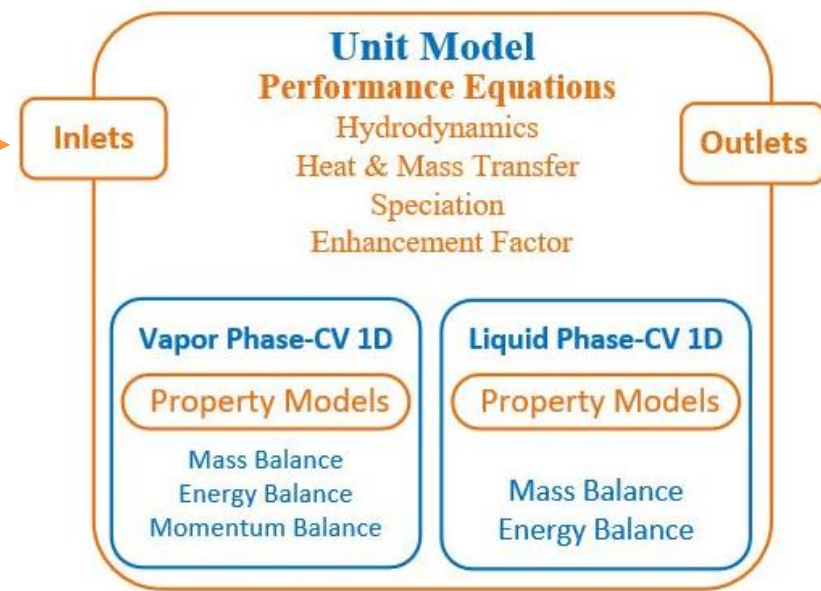 Unit Model
Performance Equations
Hydrodynamics
Heat & Mass Transfer
Speciation
Enhancement Factor
Inlets
Outlets
Vapor Phase-CV 1D
Property Models
Mass Balance
Energy Balance
Momentum Balance
Liquid Phase-CV 1D
Property Models
Mass Balance
Energy Balance